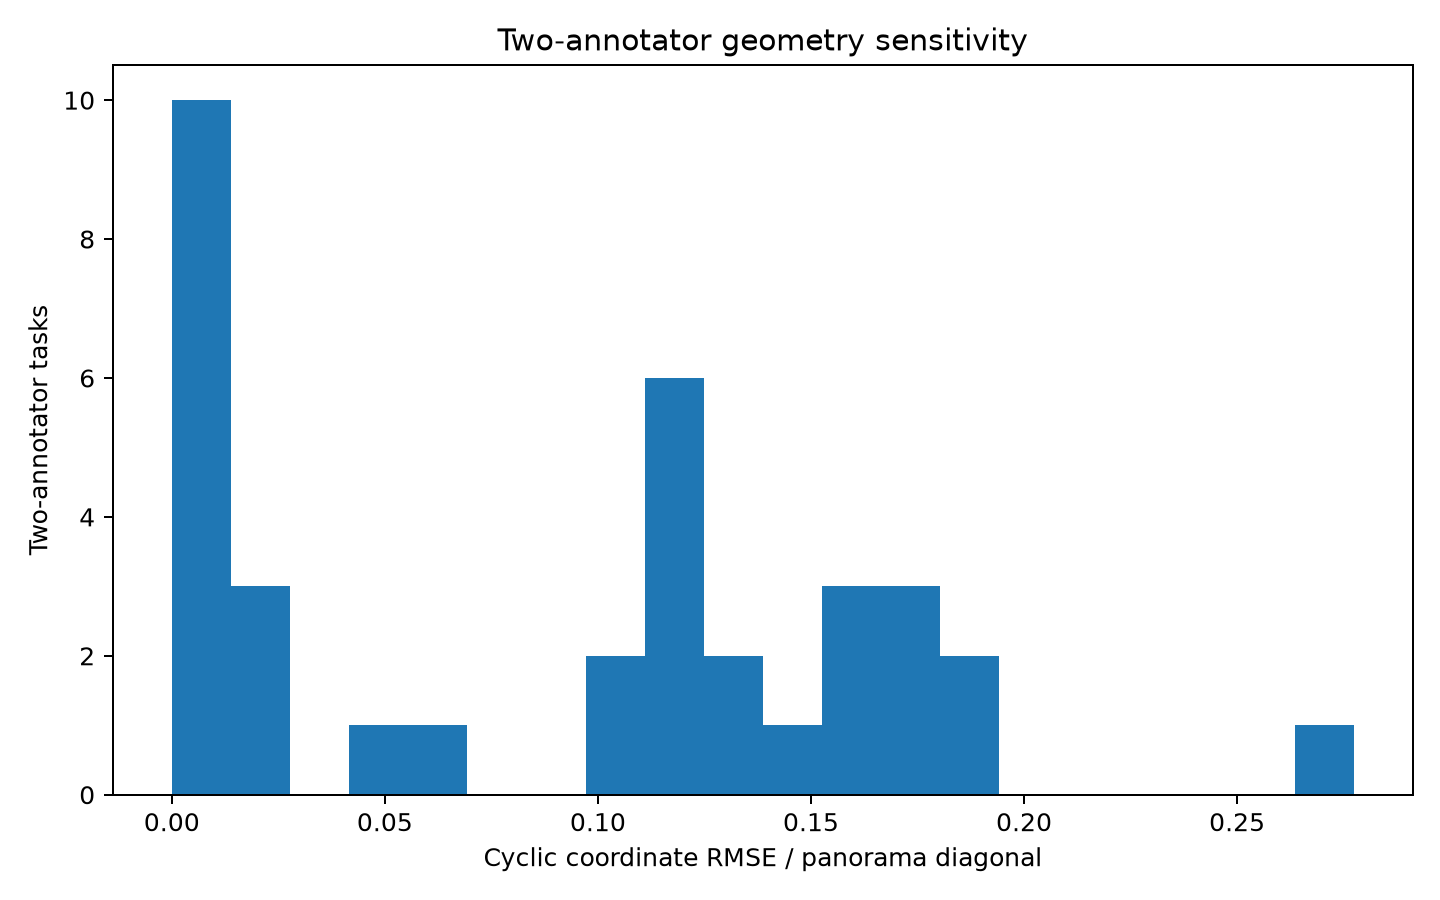 Two-annotator geometry sensitivity
Two-annotator tasks
10
8
6
4
2
0
0.00 0.05 0.10 0.15 0.20 0.25
Cyclic coordinate RMSE / panorama diagonal